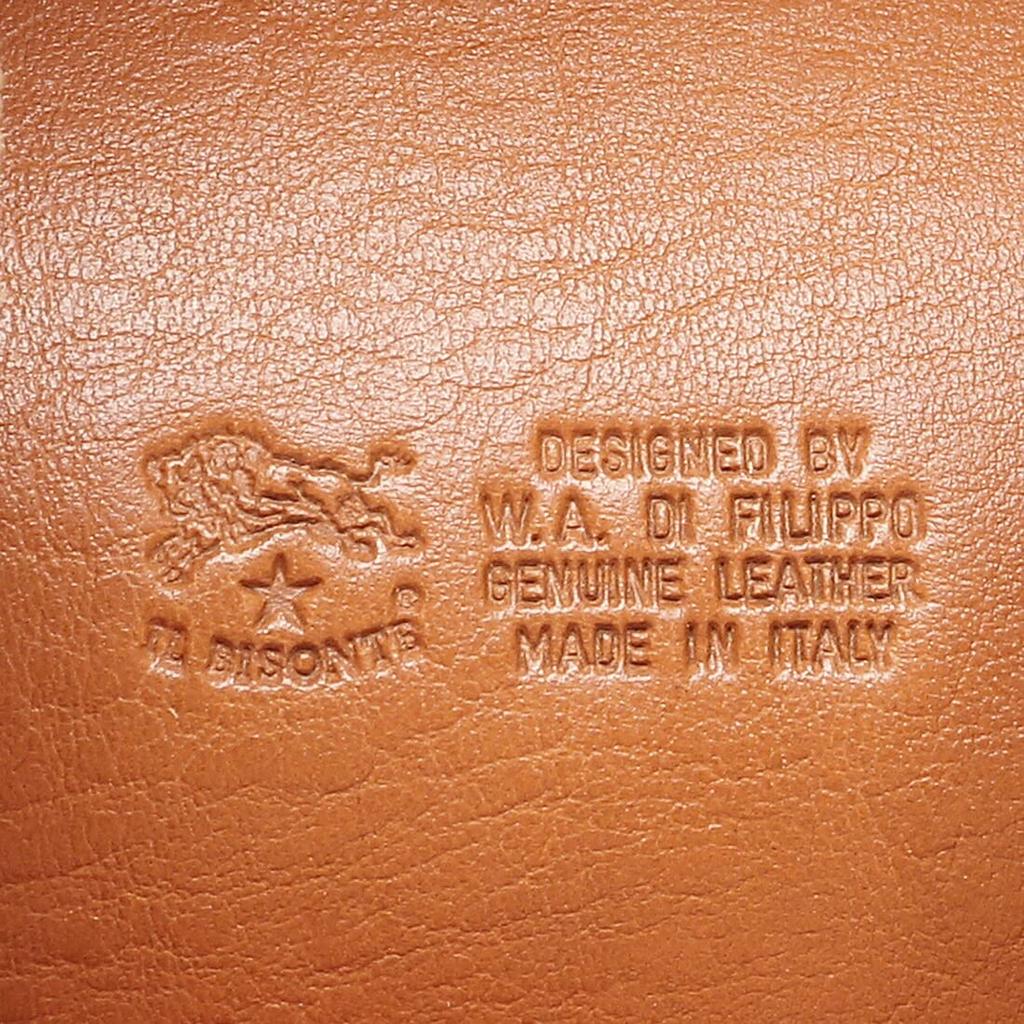 IL BISONTE
®
DESIGNED BY
W.A. DI FILIPPO
GENUINE LEATHER
MADE IN ITALY